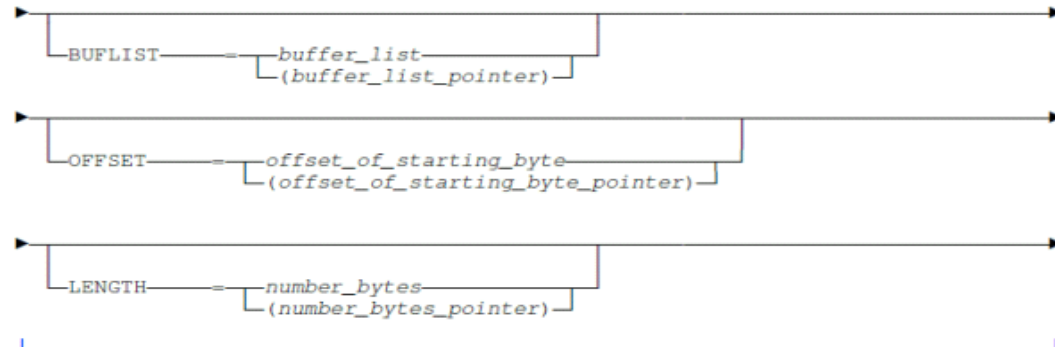 BUFLIST = buffer_list
(buffer_list_pointer)
OFFSET = offset_of_starting_byte
(offset_of_starting_byte_pointer)
LENGTH = number_bytes
(number_bytes_pointer)